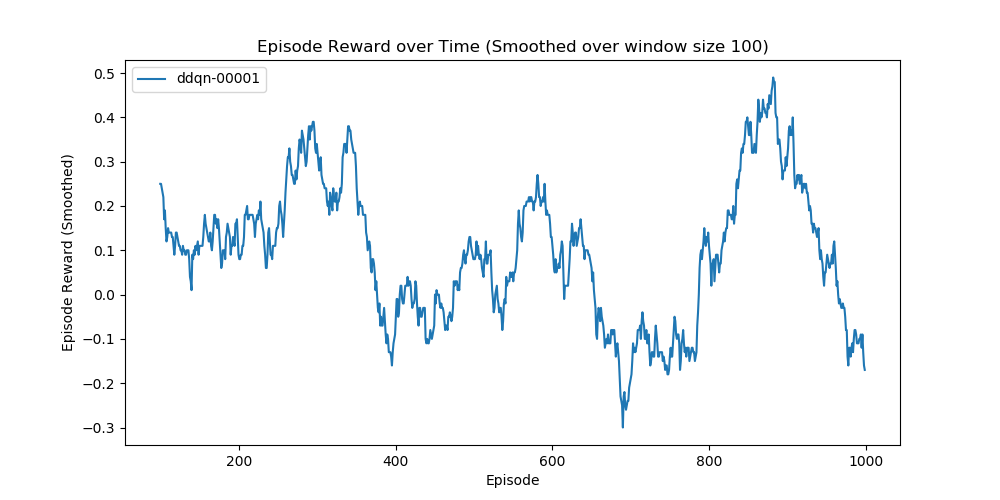 Episode Reward over Time (Smoothed over window size 100)
ddqn-00001
Episode Reward (Smoothed)
0.5
0.4
0.3
0.2
0.1
0.0
−0.1
−0.2
−0.3
200 400 600 800 1000
Episode